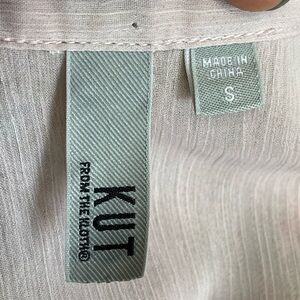 KUT
FROM THE KLOTH®
MADE IN
CHINA
S